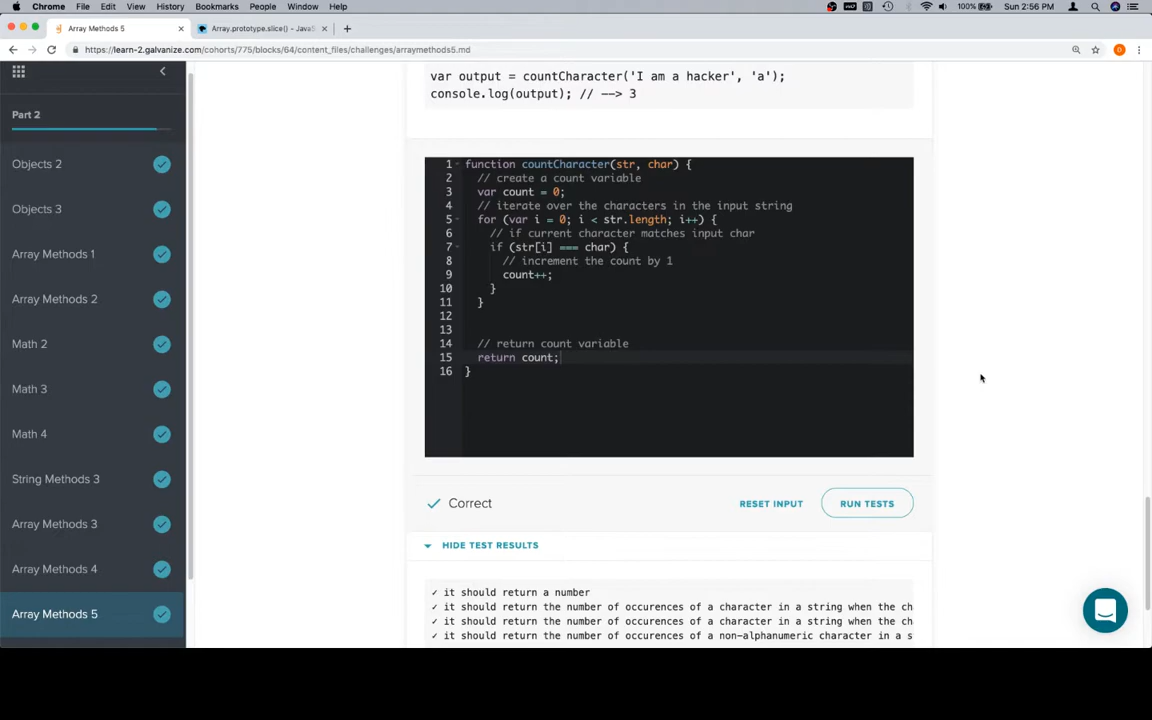 Chrome File Edit View History Bookmarks People Window Help 100% Sun 2:56 PM
Array Methods 5 Array.prototype.slice() - JavaS
https://learn-2.galvanize.com/cohorts/775/blocks/64/content_files/challenges/arraymethods5.md
Part 2
Objects 2
Objects 3
Array Methods 1
Array Methods 2
Math 2
Math 3
Math 4
String Methods 3
Array Methods 3
Array Methods 4
Array Methods 5
var output = countCharacter('I am a hacker', 'a');
console.log(output); // --> 3
1 function countCharacter(str, char) {
2 // create a count variable
3 var count = 0;
4 // iterate over the characters in the input string
5 for (var i = 0; i < str.length; i++) {
6 // if current character matches input char
7 if (str[i] === char) {
8 // increment the count by 1
9 count++;
10 }
11 }
12
13
14 // return count variable
15 return count;
16 }
Correct RESET INPUT RUN TESTS
HIDE TEST RESULTS
✓ it should return a number
✓ it should return the number of occurences of a character in a string when the ch
✓ it should return the number of occurences of a character in a string when the ch
✓ it should return the number of occurences of a non-alphanumeric character in a s